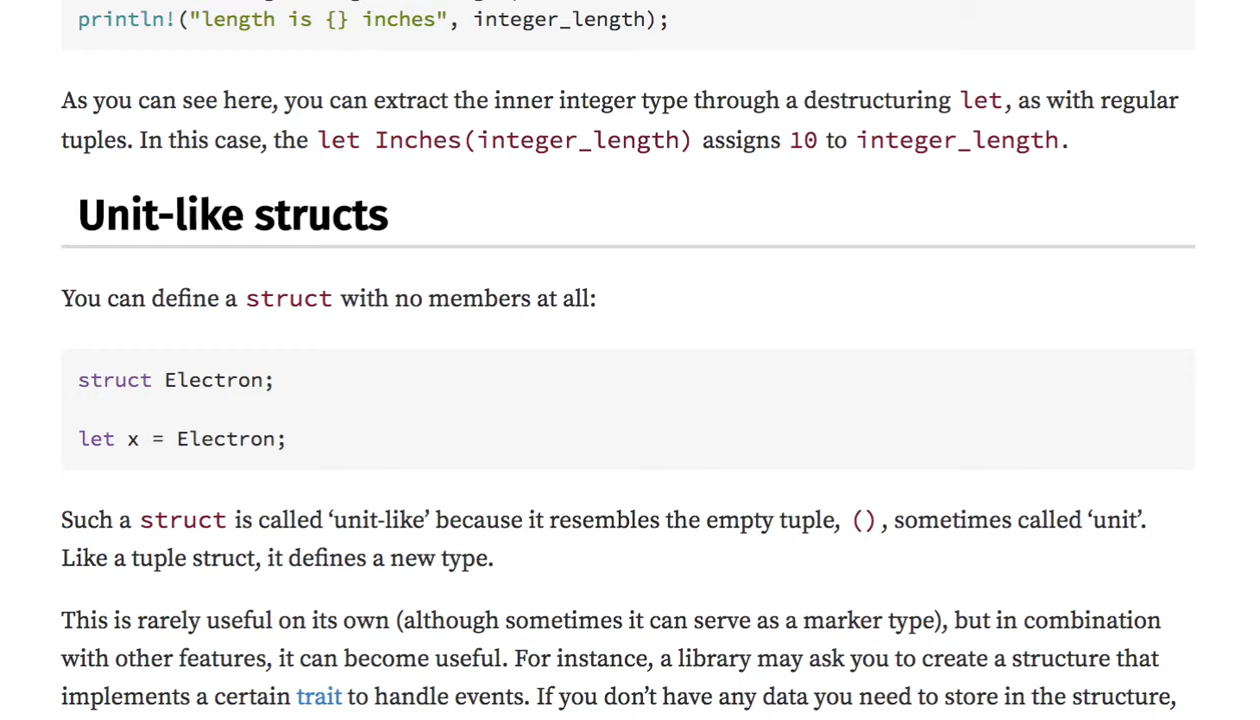 println!("length is {} inches", integer_length);
As you can see here, you can extract the inner integer type through a destructuring let, as with regular
tuples. In this case, the let Inches(integer_length) assigns 10 to integer_length.
Unit-like structs
You can define a struct with no members at all:
struct Electron;
let x = Electron;
Such a struct is called ‘unit-like’ because it resembles the empty tuple, (), sometimes called ‘unit’.
Like a tuple struct, it defines a new type.
This is rarely useful on its own (although sometimes it can serve as a marker type), but in combination
with other features, it can become useful. For instance, a library may ask you to create a structure that
implements a certain trait to handle events. If you don’t have any data you need to store in the structure,